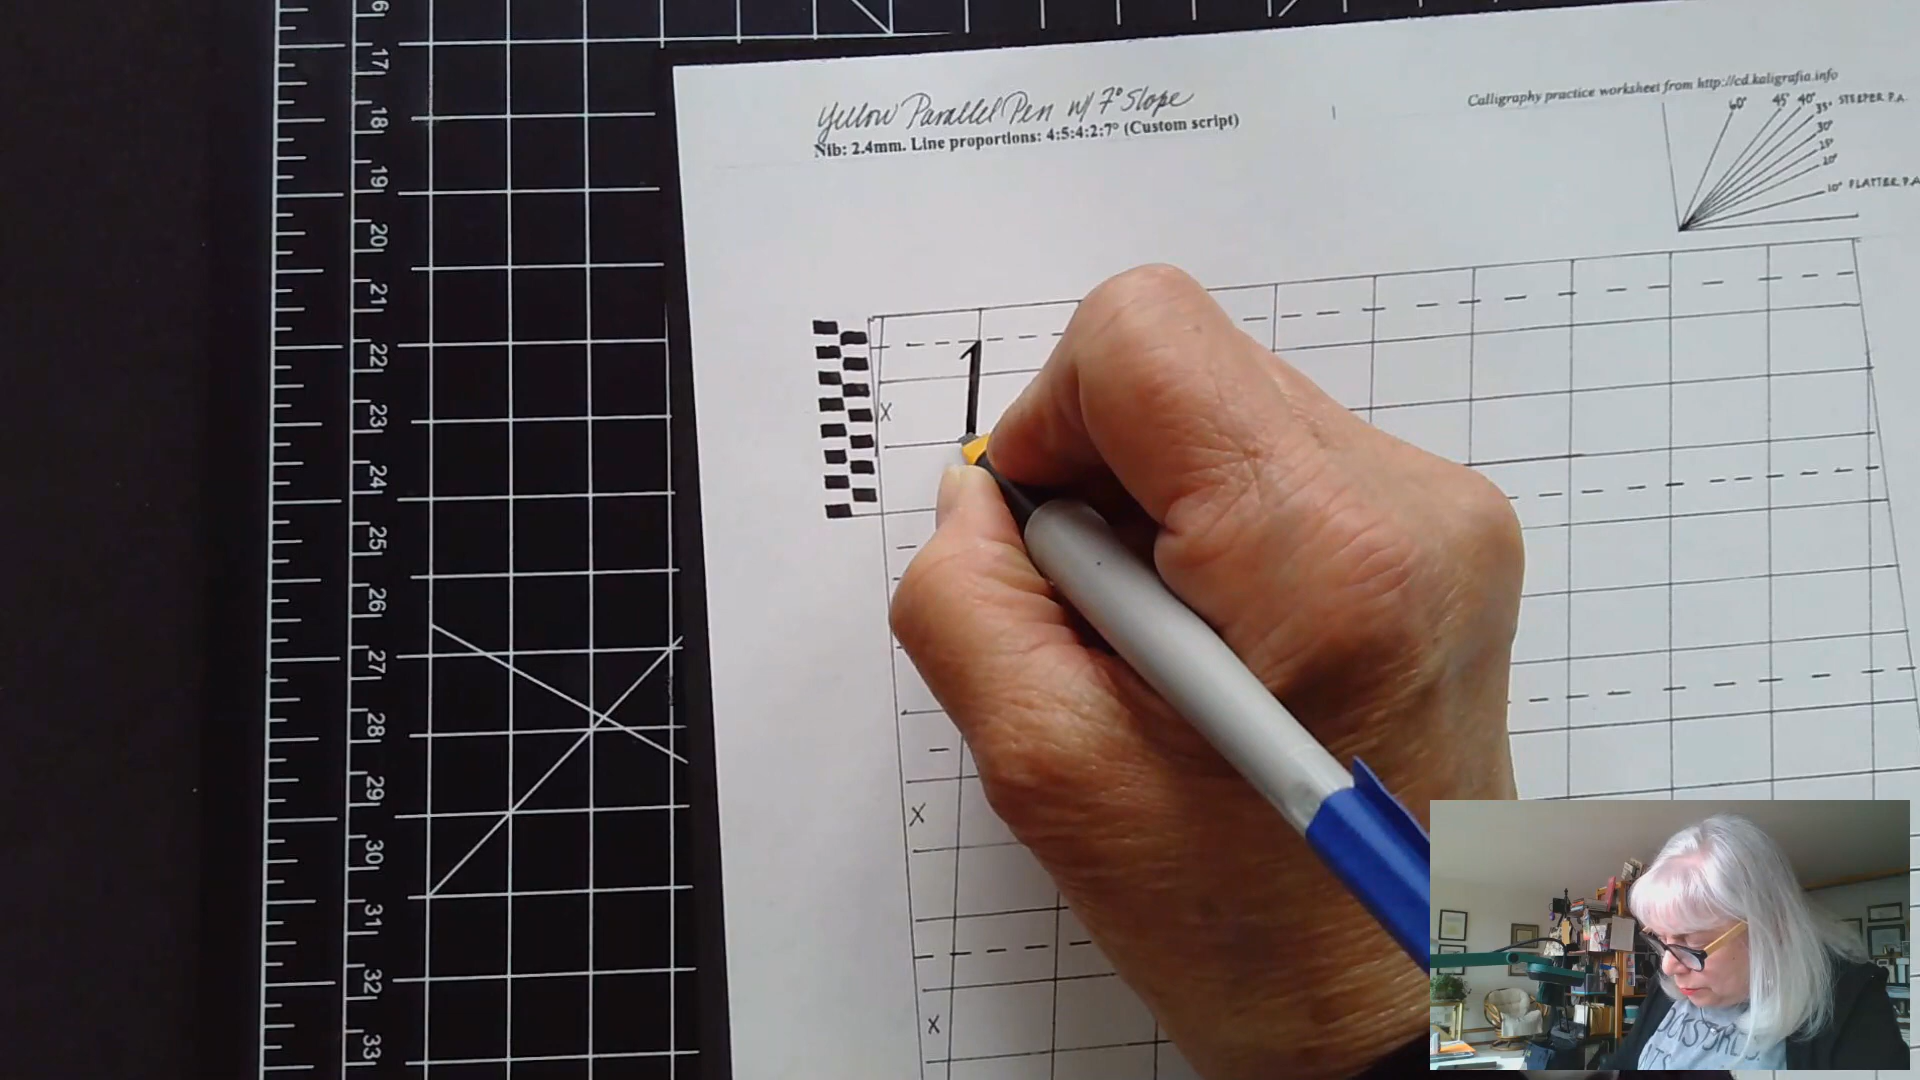 6
17
18
19
20
21
22
23
24
25
26
27
28
29
30
31
32
33
Yellow Parallel Pen w/ 7° Slope
Nib: 2.4mm. Line proportions: 4:5:4:2:7° (Custom script)
Calligraphy practice worksheet from http://cd.kaligrafia.info
60° 45° 40° 35° STEEPER P.A.
30°
20°
10° FLATTER P.A
1
X
X
X